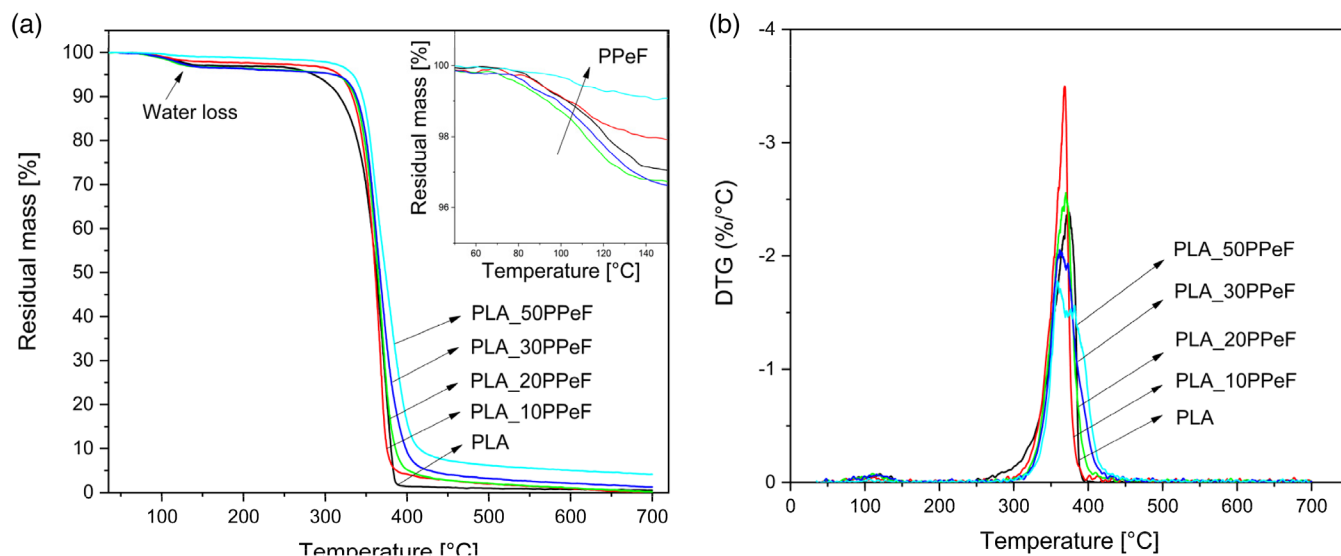 (a)
Residual mass [%]
100
90
80
70
60
50
40
30
20
10
0
Water loss
Residual mass [%]
100
98
96
PPeF
60 80 100 120 140
Temperature [°C]
PLA_50PPeF
PLA_30PPeF
PLA_20PPeF
PLA_10PPeF
PLA
100 200 300 400 500 600 700
Temperature [°C]
(b)
DTG (%/°C)
-4
-3
-2
-1
0
PLA_50PPeF
PLA_30PPeF
PLA_20PPeF
PLA_10PPeF
PLA
0 100 200 300 400 500 600 700
Temperature [°C]